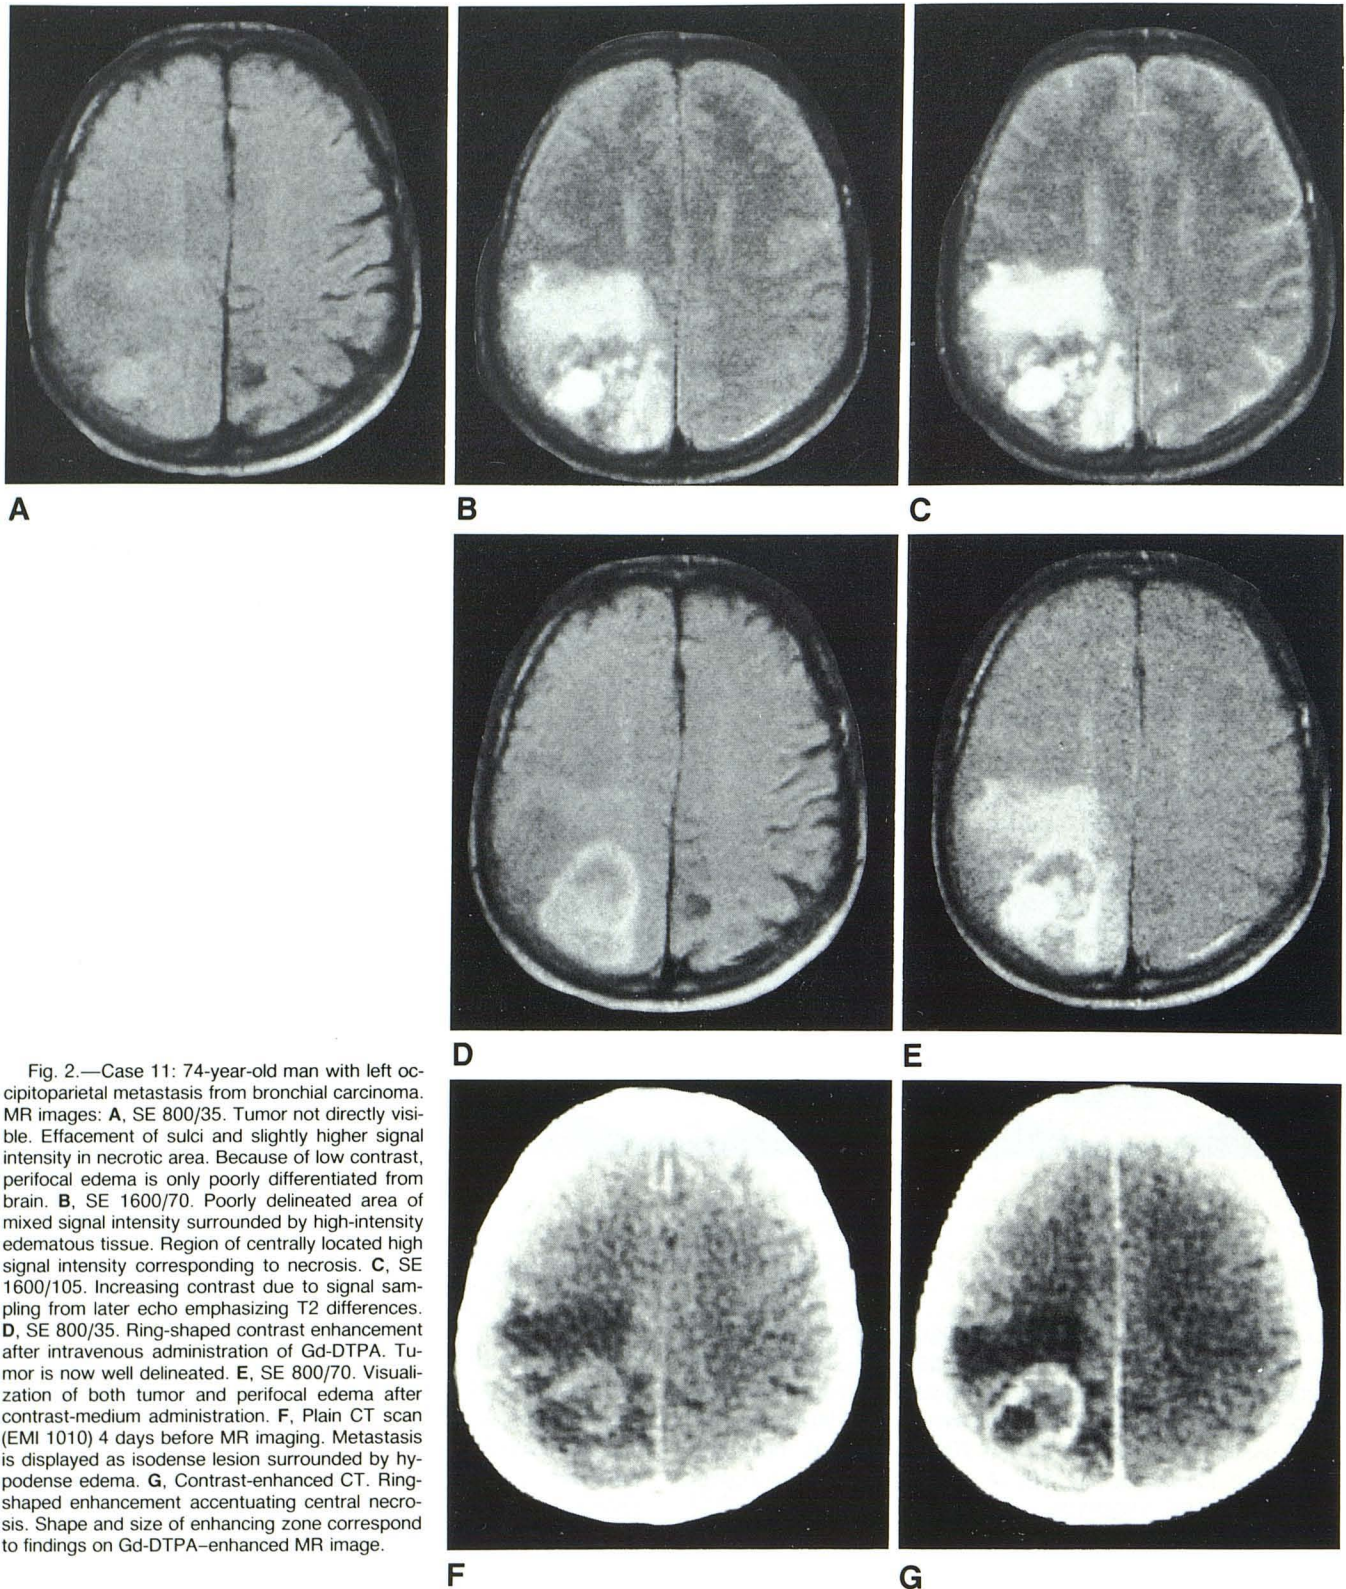 A
B
C
D
E
Fig. 2.—Case 11: 74-year-old man with left oc-
cipitoparietal metastasis from bronchial carcinoma.
MR images: A, SE 800/35. Tumor not directly visi-
ble. Effacement of sulci and slightly higher signal
intensity in necrotic area. Because of low contrast,
perifocal edema is only poorly differentiated from
brain. B, SE 1600/70. Poorly delineated area of
mixed signal intensity surrounded by high-intensity
edematous tissue. Region of centrally located high
signal intensity corresponding to necrosis. C, SE
1600/105. Increasing contrast due to signal sam-
pling from later echo emphasizing T2 differences.
D, SE 800/35. Ring-shaped contrast enhancement
after intravenous administration of Gd-DTPA. Tu-
mor is now well delineated. E, SE 800/70. Visuali-
zation of both tumor and perifocal edema after
contrast-medium administration. F, Plain CT scan
(EMI 1010) 4 days before MR imaging. Metastasis
is displayed as isodense lesion surrounded by hy-
podense edema. G, Contrast-enhanced CT. Ring-
shaped enhancement accentuating central necro-
sis. Shape and size of enhancing zone correspond
to findings on Gd-DTPA–enhanced MR image.
F
G